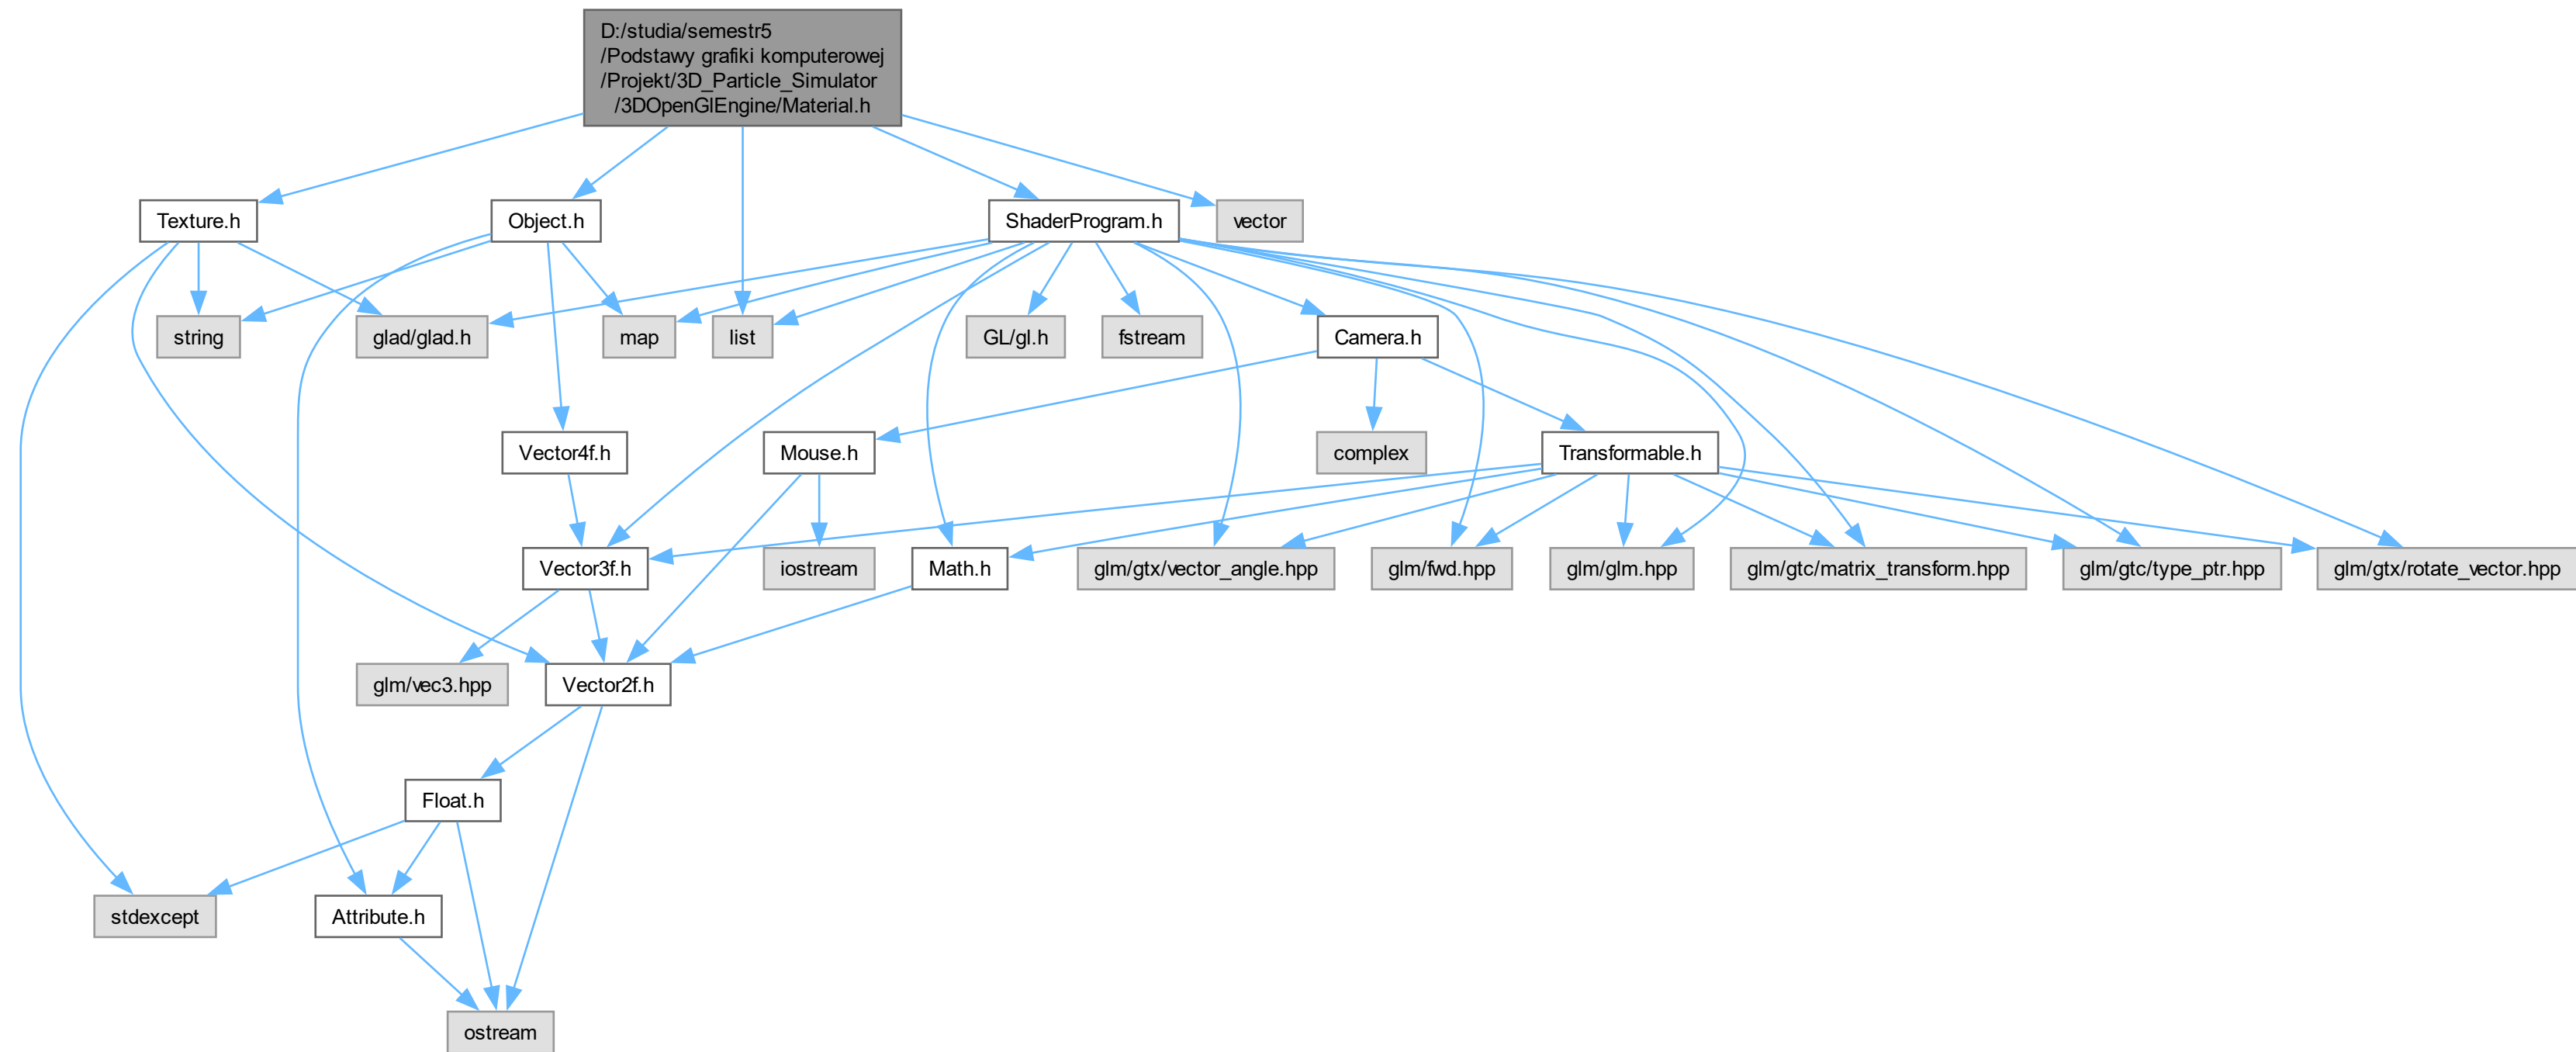 D:/studia/semestr5
/Podstawy grafiki komputerowej
/Projekt/3D_Particle_Simulator
/3DOpenGlEngine/Material.h
Texture.h
Object.h
ShaderProgram.h
vector
string
glad/glad.h
map
list
GL/gl.h
fstream
Camera.h
Vector4f.h
Mouse.h
complex
Transformable.h
Vector3f.h
iostream
Math.h
glm/gtx/vector_angle.hpp
glm/fwd.hpp
glm/glm.hpp
glm/gtc/matrix_transform.hpp
glm/gtc/type_ptr.hpp
glm/gtx/rotate_vector.hpp
glm/vec3.hpp
Vector2f.h
Float.h
stdexcept
Attribute.h
ostream